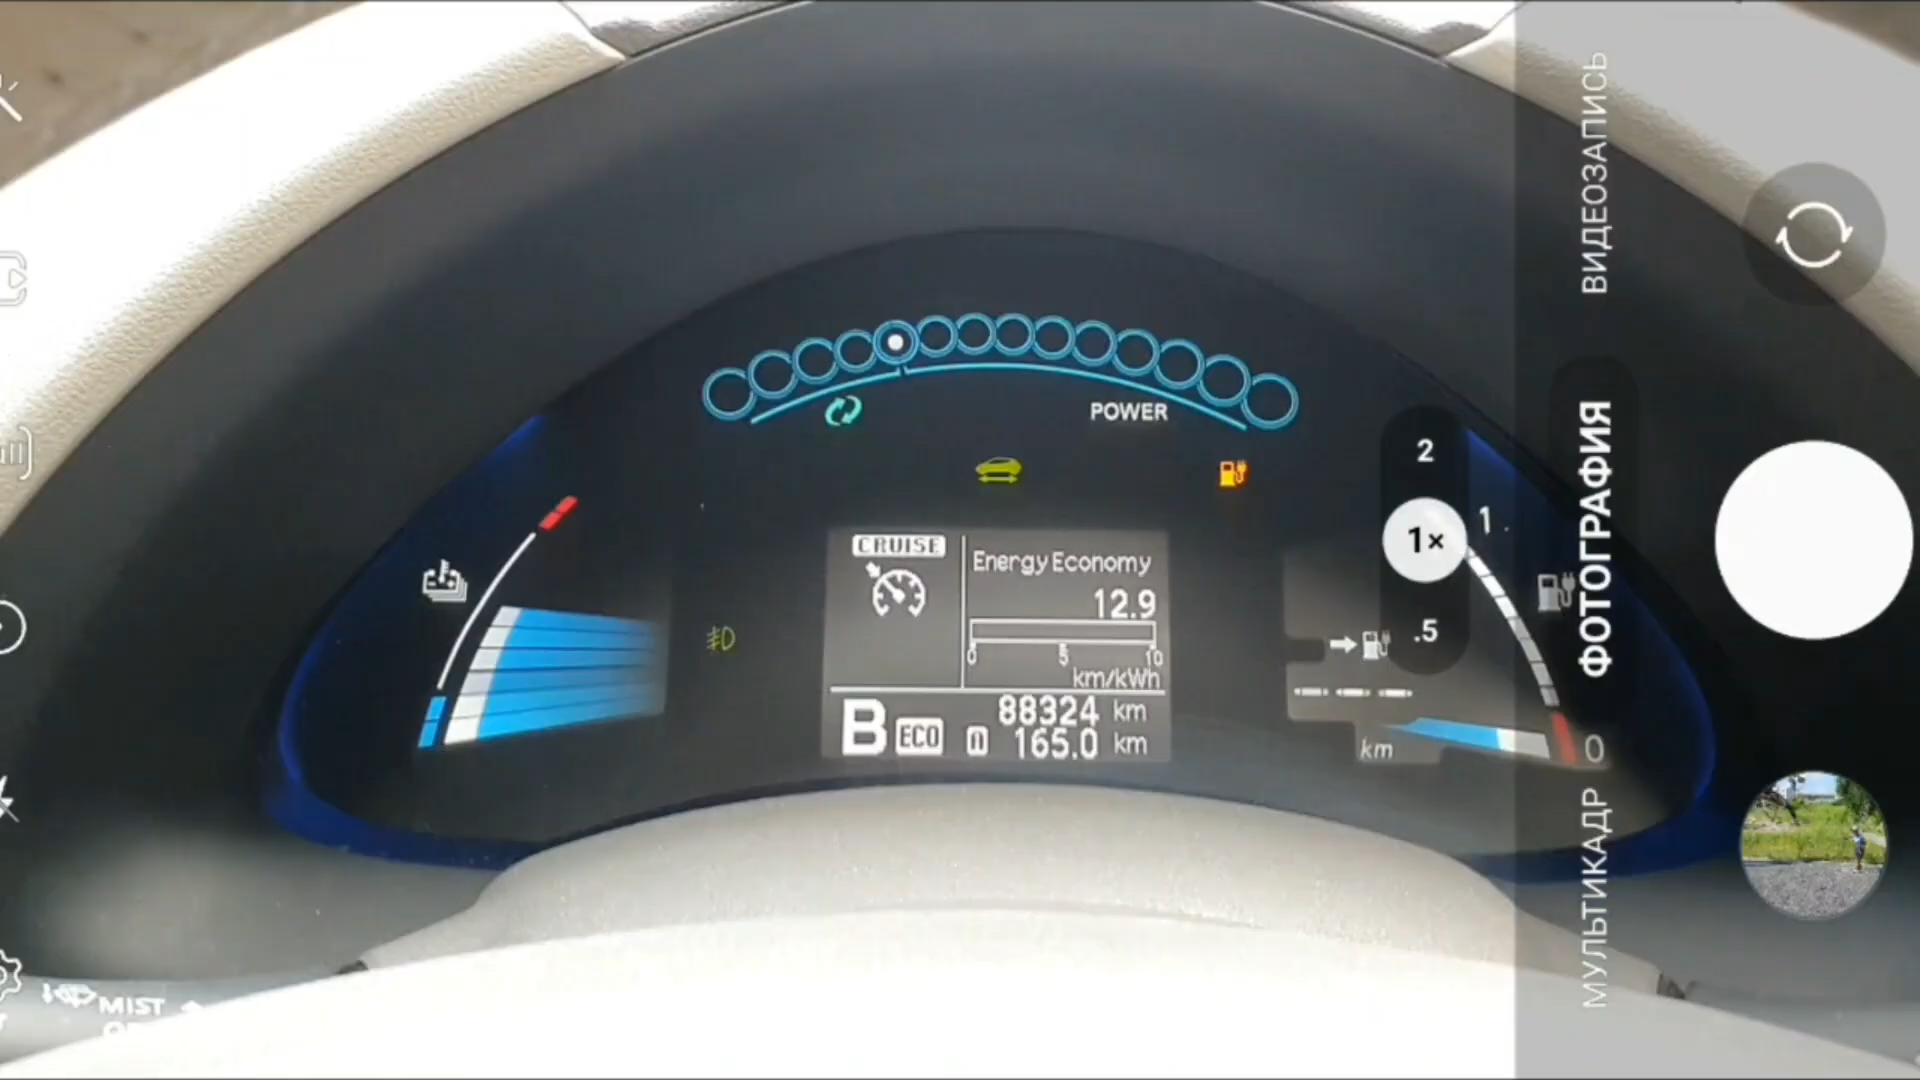 POWER
CRUISE
Energy Economy
12.9
0 5 10
km/kWh
B ECO
88324 km
165.0 km
km
1
0
2
1×
.5
ВИДЕОЗАПИСЬ
ФОТОГРАФИЯ
МУЛЬТИКАДР
MIST